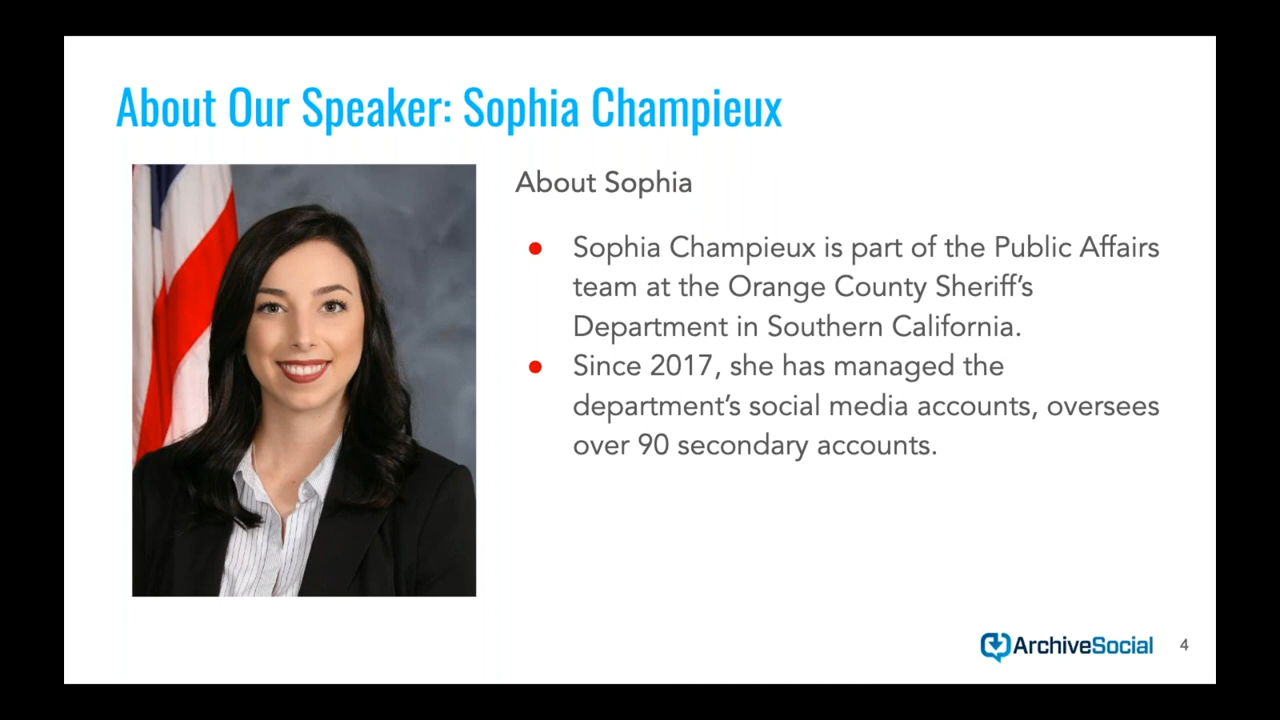 About Our Speaker: Sophia Champieux
About Sophia
● Sophia Champieux is part of the Public Affairs
team at the Orange County Sheriff’s
Department in Southern California.
● Since 2017, she has managed the
department’s social media accounts, oversees
over 90 secondary accounts.
ArchiveSocial
4